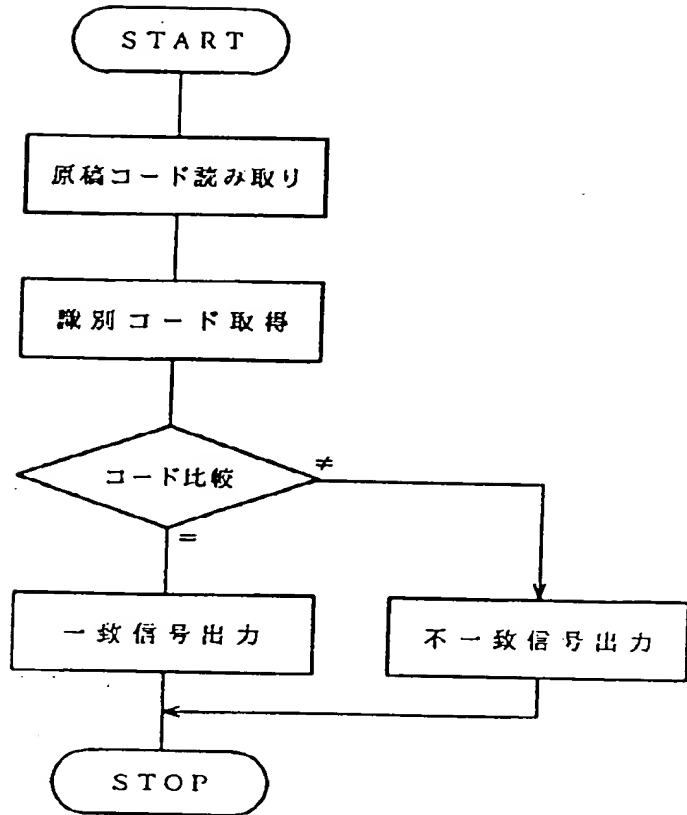 START
原稿コード読み取り
識別コード取得
コード比較
≠
=
一致信号出力
不一致信号出力
STOP